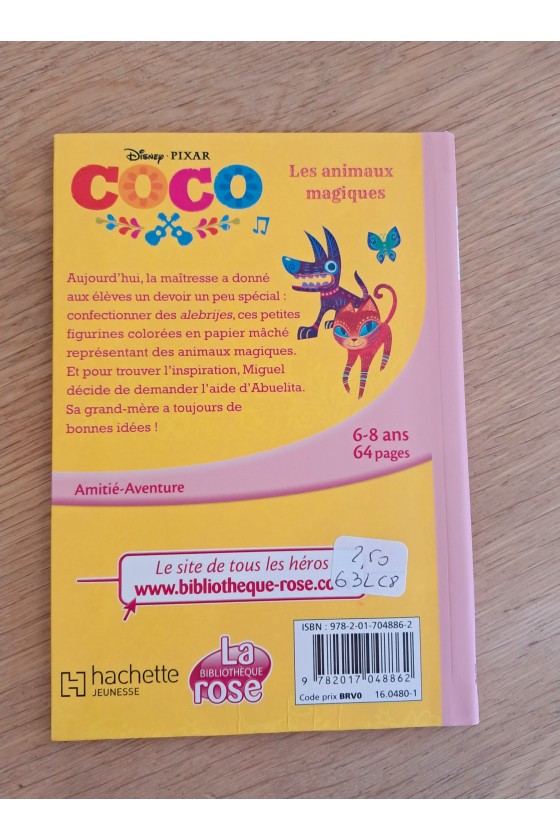 Disney · PIXAR
COCO
Les animaux
magiques
Aujourd'hui, la maîtresse a donné
aux élèves un devoir un peu spécial :
confectionner des alebrijes, ces petites
figurines colorées en papier mâché
représentant des animaux magiques.
Et pour trouver l'inspiration, Miguel
décide de demander l'aide d'Abuelita.
Sa grand-mère a toujours de
bonnes idées !
6-8 ans
64 pages
Amitié-Aventure
Le site de tous les héros
www.bibliotheque-rose.co
2,50
63LC8
ISBN : 978-2-01-704886-2
9 782017 048862
Code prix BRV0 16.0480-1
hachette
JEUNESSE
La
BIBLIOTHÈQUE
rose